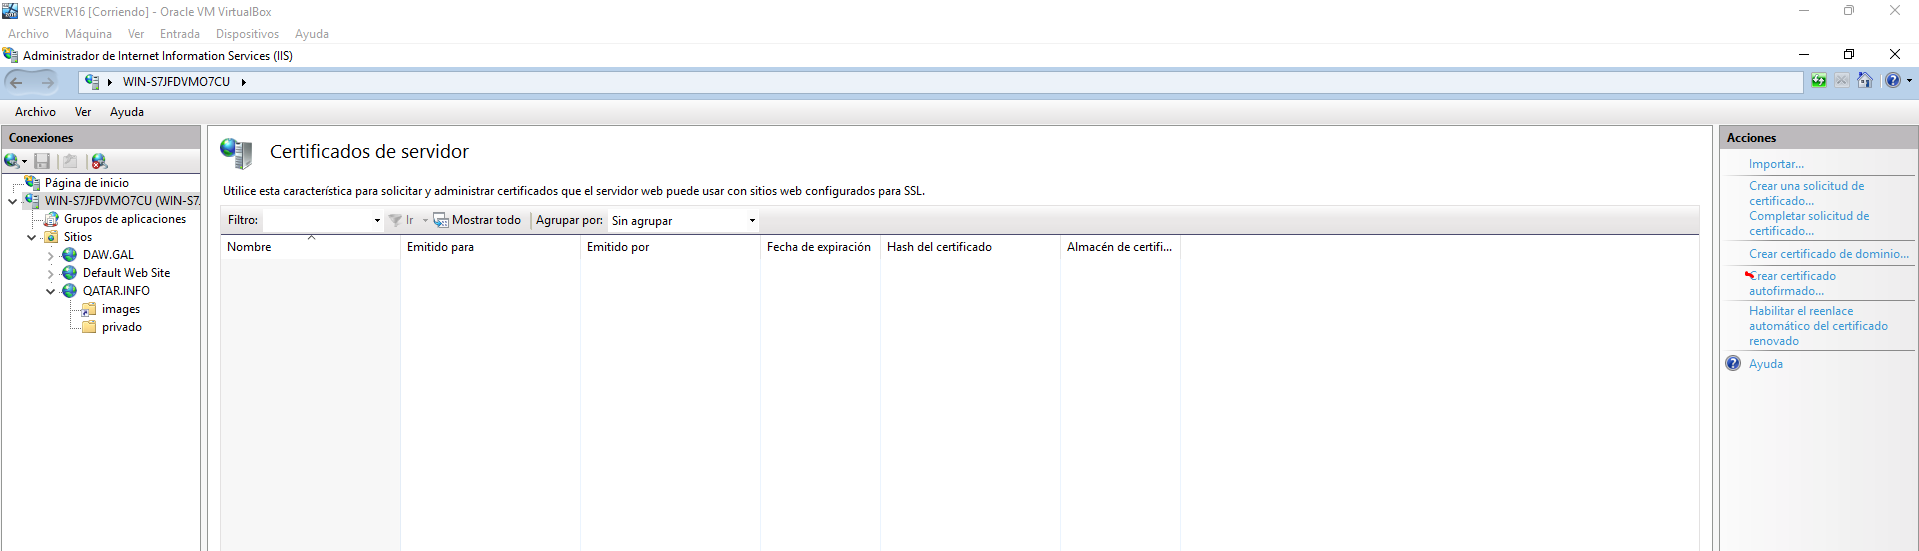 WSERVER16 [Corriendo] - Oracle VM VirtualBox
Archivo Máquina Ver Entrada Dispositivos Ayuda
Administrador de Internet Information Services (IIS)
WIN-S7JFDVMO7CU
Archivo Ver Ayuda
Conexiones
Página de inicio
WIN-S7JFDVMO7CU (WIN-S7
Grupos de aplicaciones
Sitios
DAW.GAL
Default Web Site
QATAR.INFO
images
privado
Certificados de servidor
Utilice esta característica para solicitar y administrar certificados que el servidor web puede usar con sitios web configurados para SSL.
Filtro: Ir Mostrar todo Agrupar por: Sin agrupar
Nombre Emitido para Emitido por Fecha de expiración Hash del certificado Almacén de certifi...
Acciones
Importar...
Crear una solicitud de
certificado...
Completar solicitud de
certificado...
Crear certificado de dominio...
Crear certificado
autofirmado...
Habilitar el reenlace
automático del certificado
renovado
Ayuda